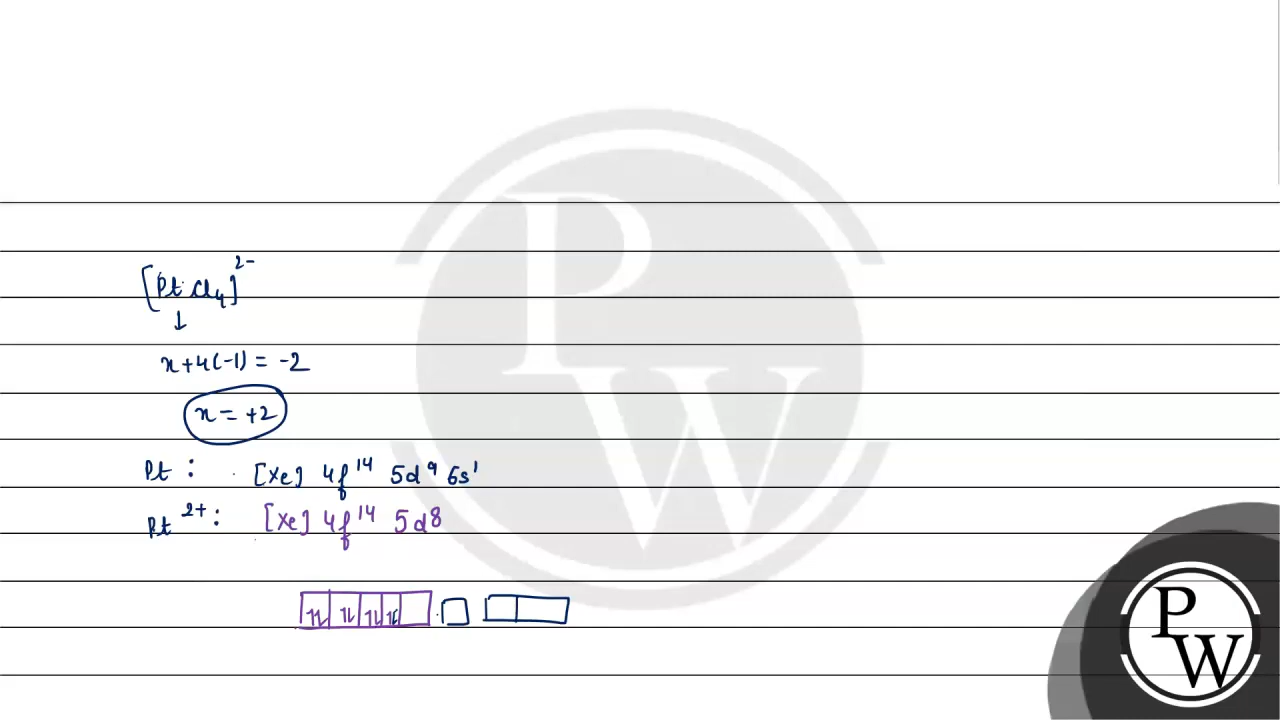 [PtCl₄]²⁻
↓
x+4(-1) = -2
x = +2
Pt : [Xe] 4f¹⁴ 5d⁹ 6s¹
Pt²⁺ : [Xe] 4f¹⁴ 5d⁸
⥮ ⥮ ⥮ ⥮
P
W
P
W